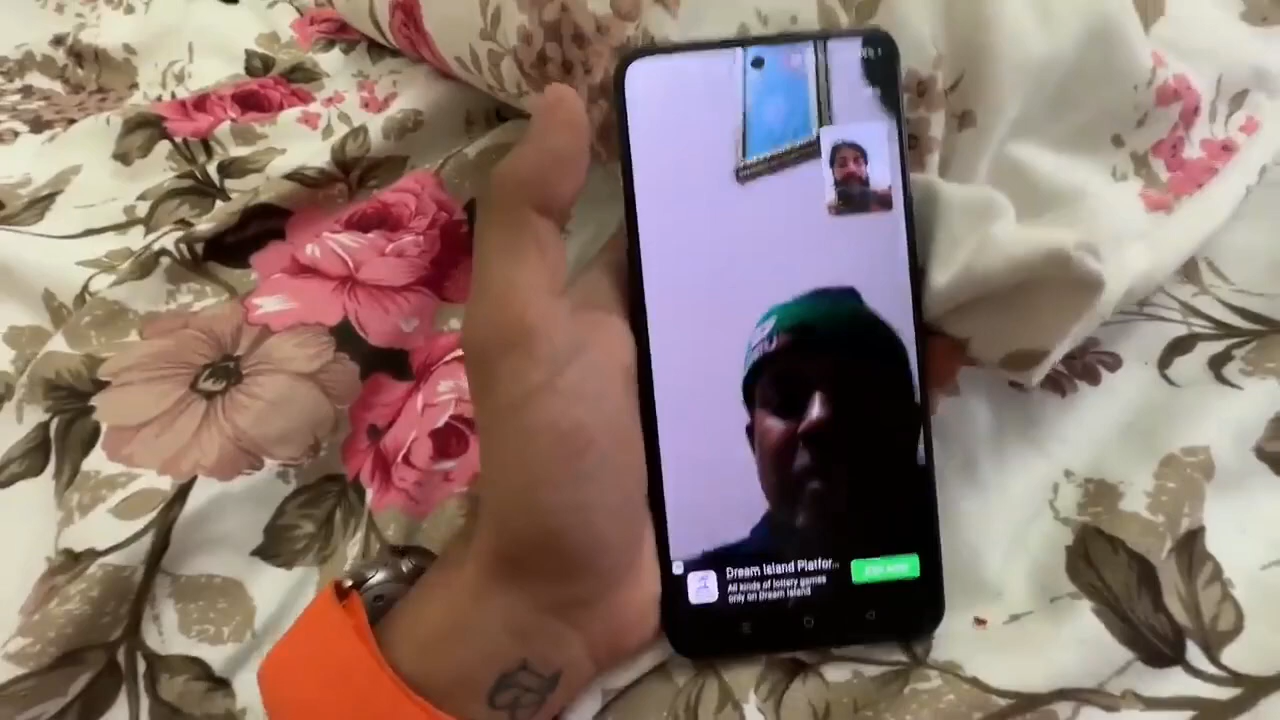 Dream Island Platfor...
All kinds of lottery games
only on Dream Island